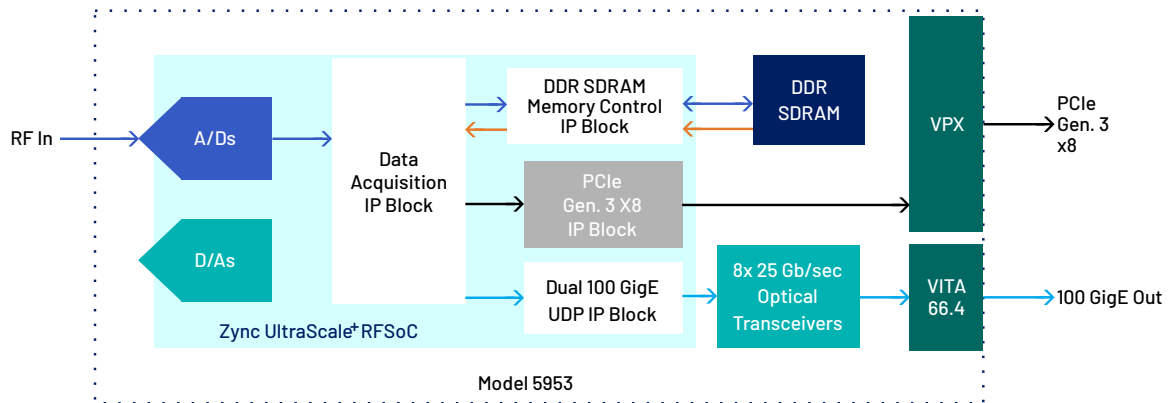 RF In
A/Ds
D/As
Data
Acquisition
IP Block
DDR SDRAM
Memory Control
IP Block
DDR
SDRAM
PCIe
Gen. 3 X8
IP Block
Dual 100 GigE
UDP IP Block
8x 25 Gb/sec
Optical
Transceivers
VPX
VITA
66.4
PCIe
Gen. 3
x8
100 GigE Out
Zync UltraScale+ RFSoC
Model 5953